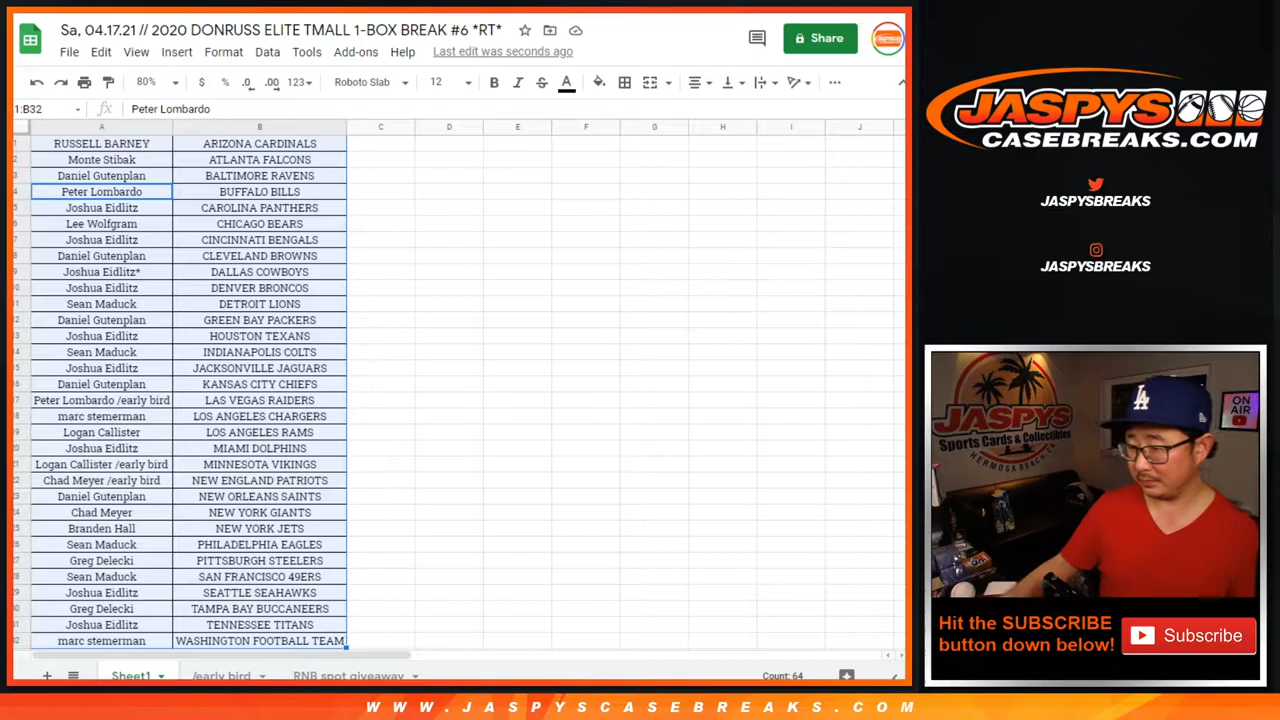 Sa, 04.17.21 // 2020 DONRUSS ELITE TMALL 1-BOX BREAK #6 *RT*
File Edit View Insert Format Data Tools Add-ons Help Last edit was seconds ago
Share
80% $ % .0 .00 123 Roboto Slab 12 B I S A
1:B32 fx Peter Lombardo
A B C D E F G H I J
RUSSELL BARNEY ARIZONA CARDINALS
Monte Stibak ATLANTA FALCONS
Daniel Gutenplan BALTIMORE RAVENS
Peter Lombardo BUFFALO BILLS
Joshua Eidlitz CAROLINA PANTHERS
Lee Wolfgram CHICAGO BEARS
Joshua Eidlitz CINCINNATI BENGALS
Daniel Gutenplan CLEVELAND BROWNS
Joshua Eidlitz* DALLAS COWBOYS
Joshua Eidlitz DENVER BRONCOS
Sean Maduck DETROIT LIONS
Daniel Gutenplan GREEN BAY PACKERS
Joshua Eidlitz HOUSTON TEXANS
Sean Maduck INDIANAPOLIS COLTS
Joshua Eidlitz JACKSONVILLE JAGUARS
Daniel Gutenplan KANSAS CITY CHIEFS
Peter Lombardo /early bird LAS VEGAS RAIDERS
marc stemerman LOS ANGELES CHARGERS
Logan Callister LOS ANGELES RAMS
Joshua Eidlitz MIAMI DOLPHINS
Logan Callister /early bird MINNESOTA VIKINGS
Chad Meyer /early bird NEW ENGLAND PATRIOTS
Daniel Gutenplan NEW ORLEANS SAINTS
Chad Meyer NEW YORK GIANTS
Branden Hall NEW YORK JETS
Sean Maduck PHILADELPHIA EAGLES
Greg Delecki PITTSBURGH STEELERS
Sean Maduck SAN FRANCISCO 49ERS
Joshua Eidlitz SEATTLE SEAHAWKS
Greg Delecki TAMPA BAY BUCCANEERS
Joshua Eidlitz TENNESSEE TITANS
marc stemerman WASHINGTON FOOTBALL TEAM
Sheet1 /early bird RNB spot giveaway Count: 64
JASPYS
CASEBREAKS.COM
JASPYSBREAKS
JASPYSBREAKS
JASPYS
Sports Cards & Collectibles
HERMOSA BEACH, CA
LA
ON
AIR
Hit the SUBSCRIBE
button down below!
Subscribe
WWW.JASPYSCASEBREAKS.COM